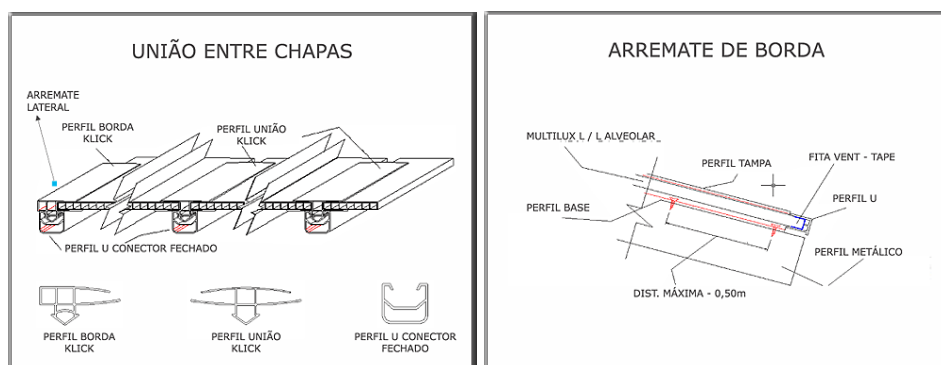 UNIÃO ENTRE CHAPAS
ARREMATE
LATERAL
PERFIL BORDA
KLICK
PERFIL UNIÃO
KLICK
PERFIL U CONECTOR FECHADO
PERFIL BORDA
KLICK
PERFIL UNIÃO
KLICK
PERFIL U CONECTOR
FECHADO
ARREMATE DE BORDA
MULTILUX L / L ALVEOLAR
PERFIL TAMPA
FITA VENT - TAPE
PERFIL U
PERFIL BASE
PERFIL METÁLICO
DIST. MÁXIMA - 0,50m